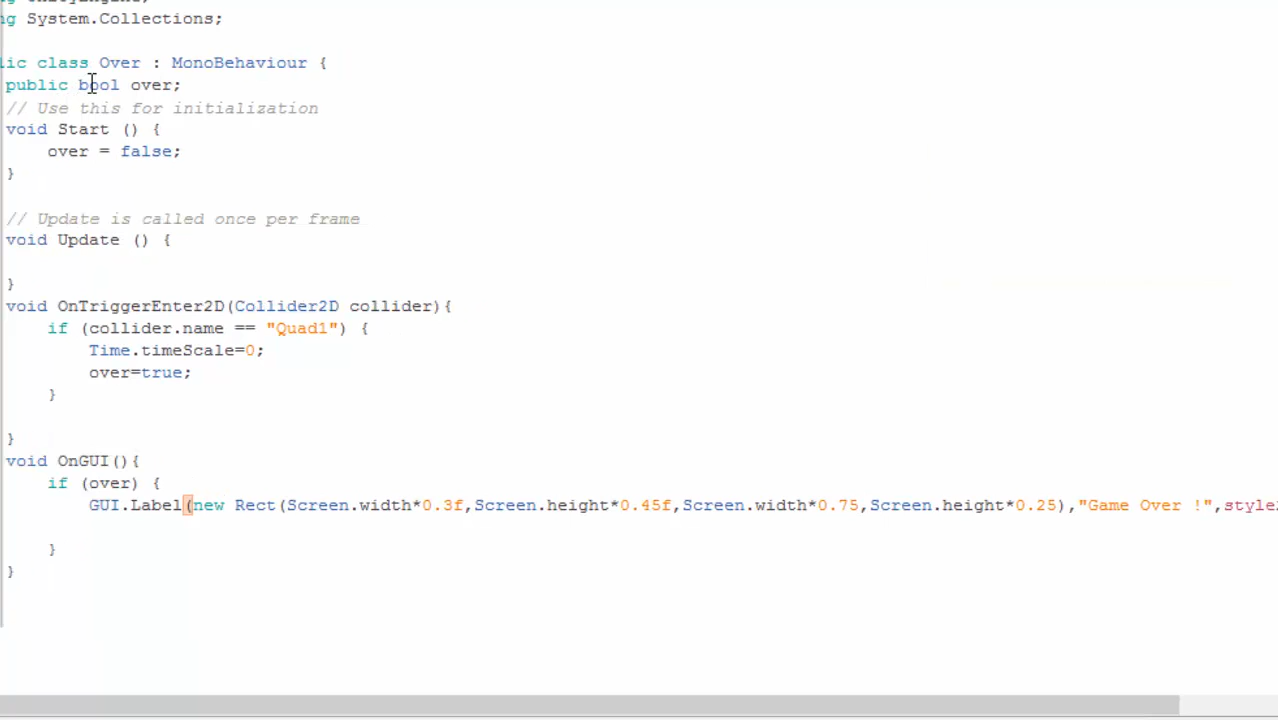 ng System.Collections;
lic class Over : MonoBehaviour {
public bool over;
// Use this for initialization
void Start () {
over = false;
}
// Update is called once per frame
void Update () {
}
void OnTriggerEnter2D(Collider2D collider){
if (collider.name == "Quad1") {
Time.timeScale=0;
over=true;
}
}
void OnGUI(){
if (over) {
GUI.Label(new Rect(Screen.width*0.3f,Screen.height*0.45f,Screen.width*0.75,Screen.height*0.25),"Game Over !",style
}
}